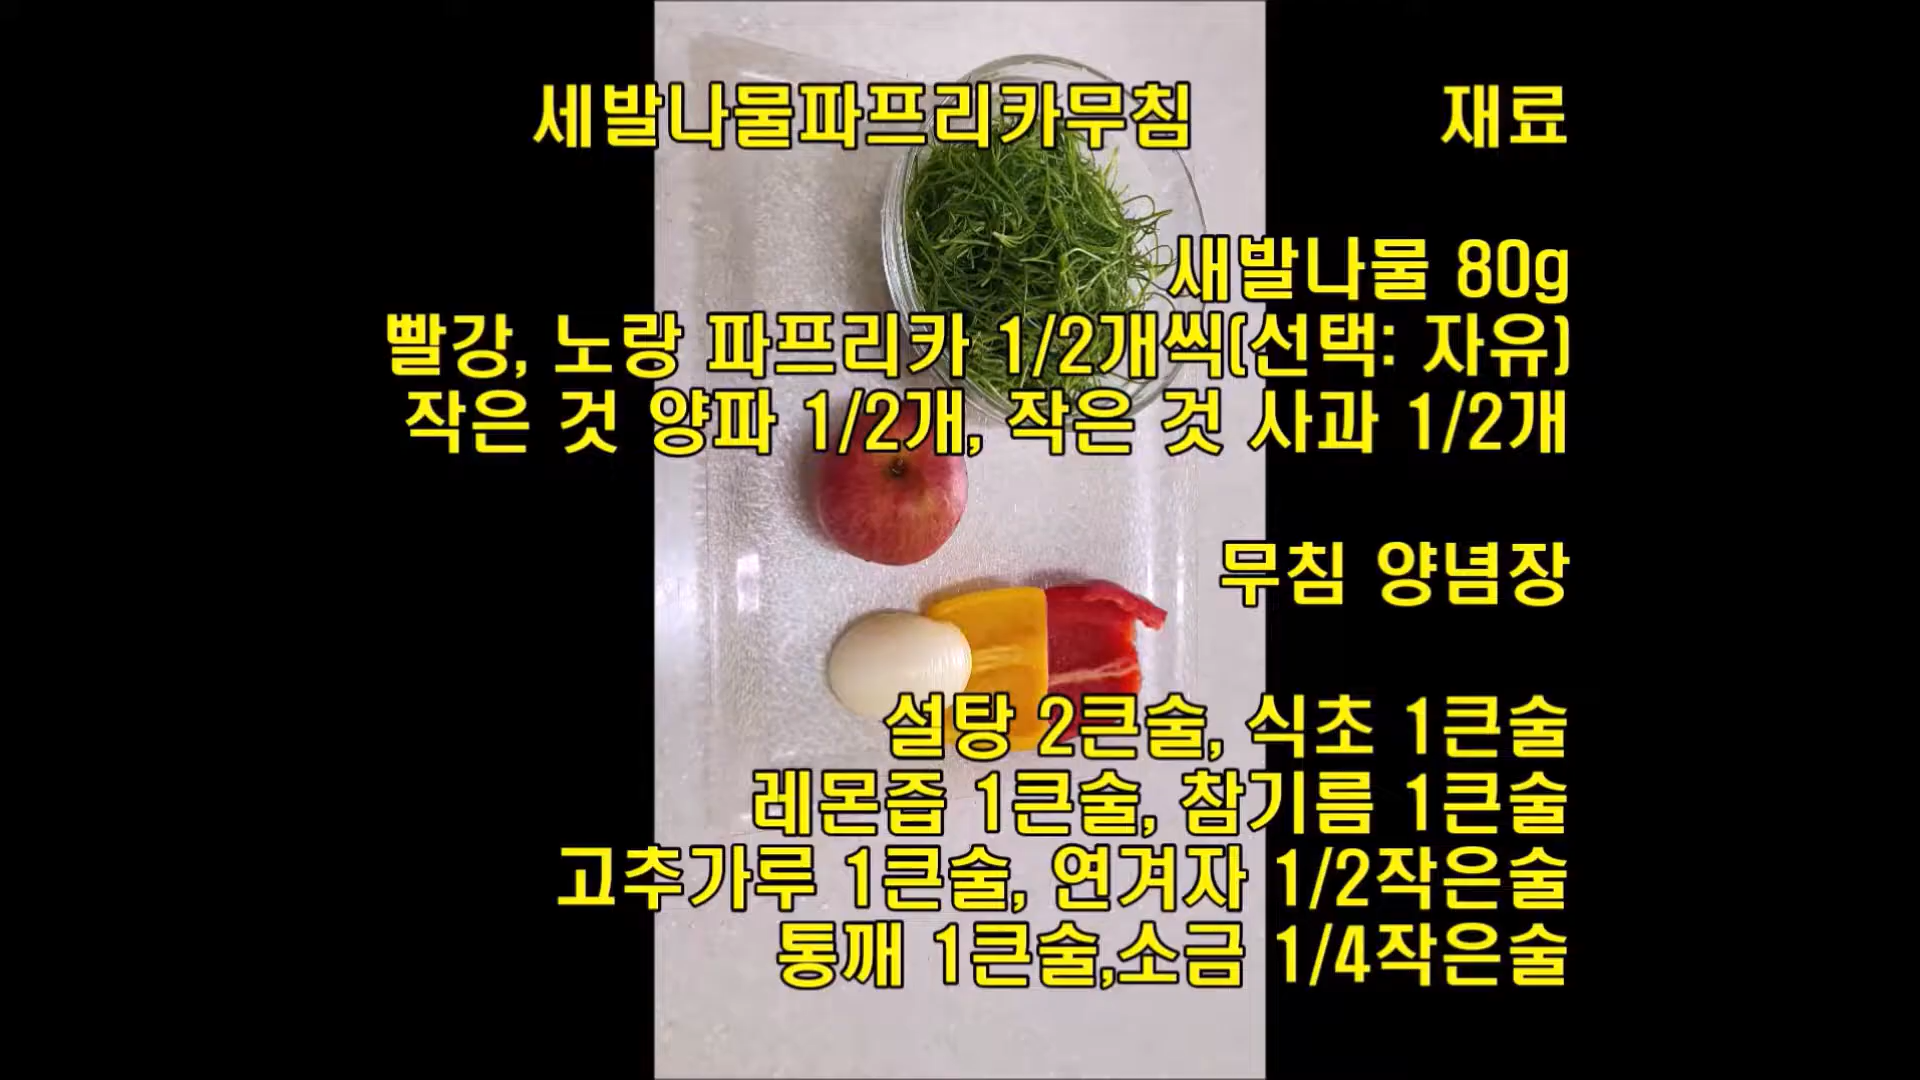 세발나물파프리카무침 재료
새발나물 80g
빨강, 노랑 파프리카 1/2개씩(선택: 자유)
작은 것 양파 1/2개, 작은 것 사과 1/2개
무침 양념장
설탕 2큰술, 식초 1큰술
레몬즙 1큰술, 참기름 1큰술
고추가루 1큰술, 연겨자 1/2작은술
통깨 1큰술,소금 1/4작은술